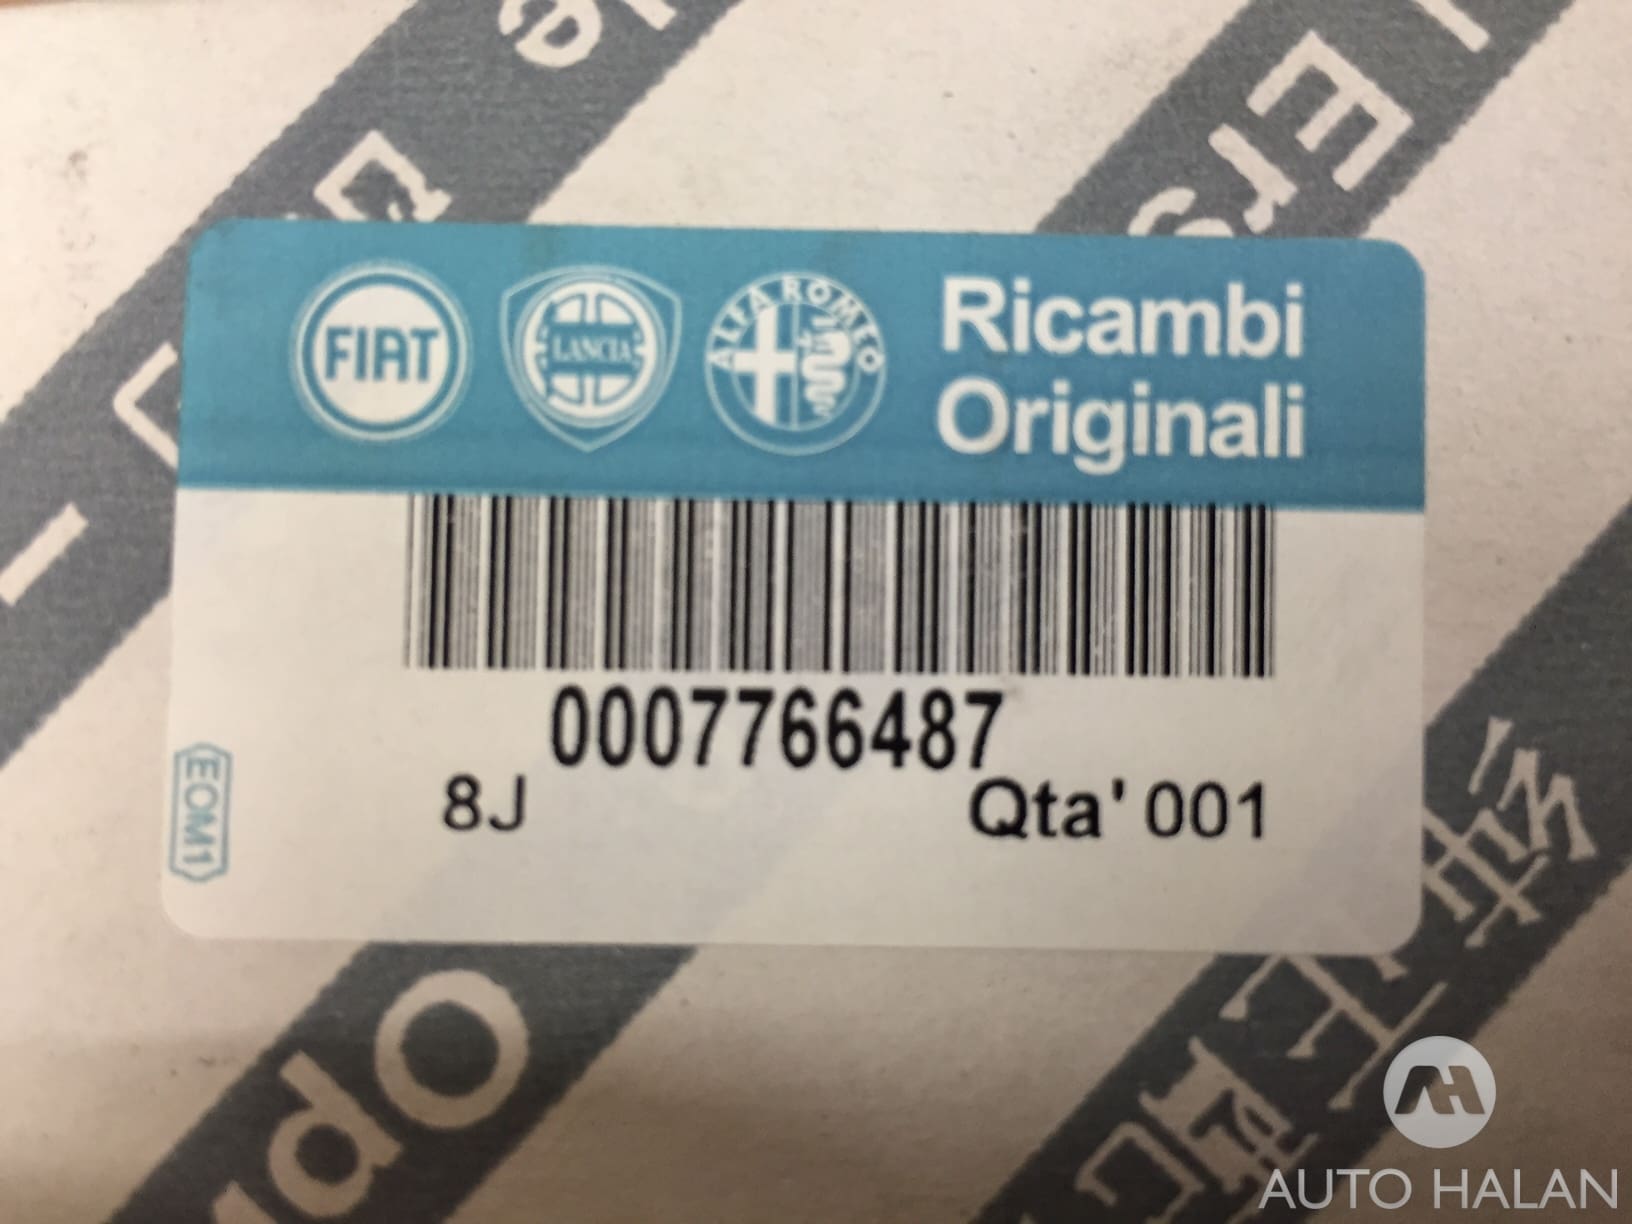 FIAT
LANCIA
ALFA ROMEO
Ricambi
Originali
0007766487
8J
Qta' 001
EOM1
AUTO HALAN